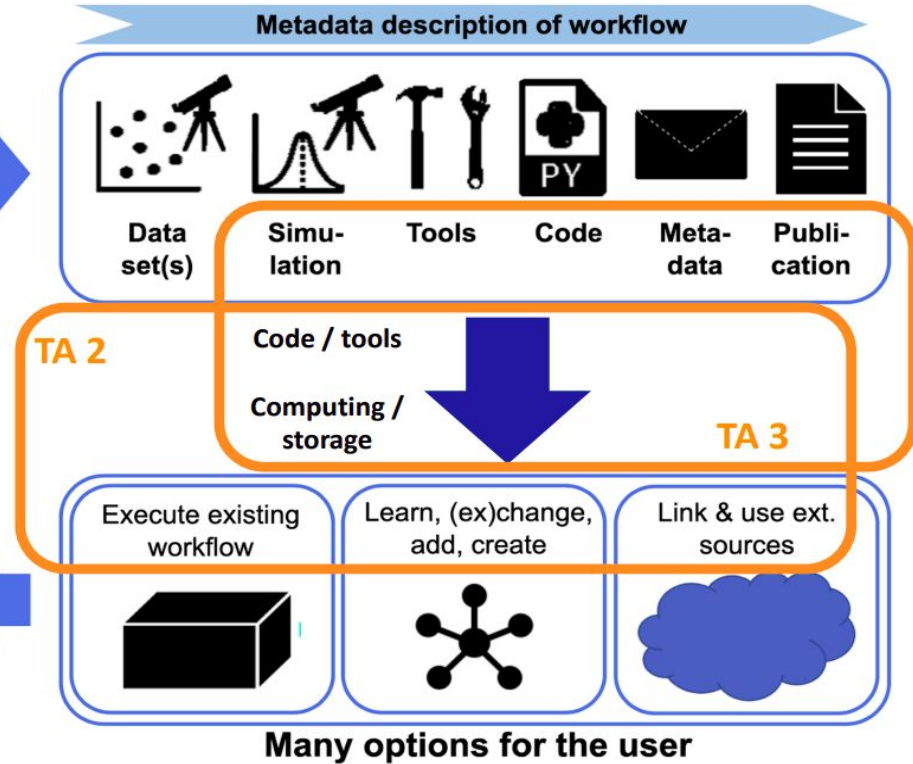 Metadata description of workflow
PY
Data
set(s)
Simu-
lation
Tools
Code
Meta-
data
Publi-
cation
TA 2
Code / tools
Computing /
storage
TA 3
Execute existing
workflow
Learn, (ex)change,
add, create
Link & use ext.
sources
Many options for the user